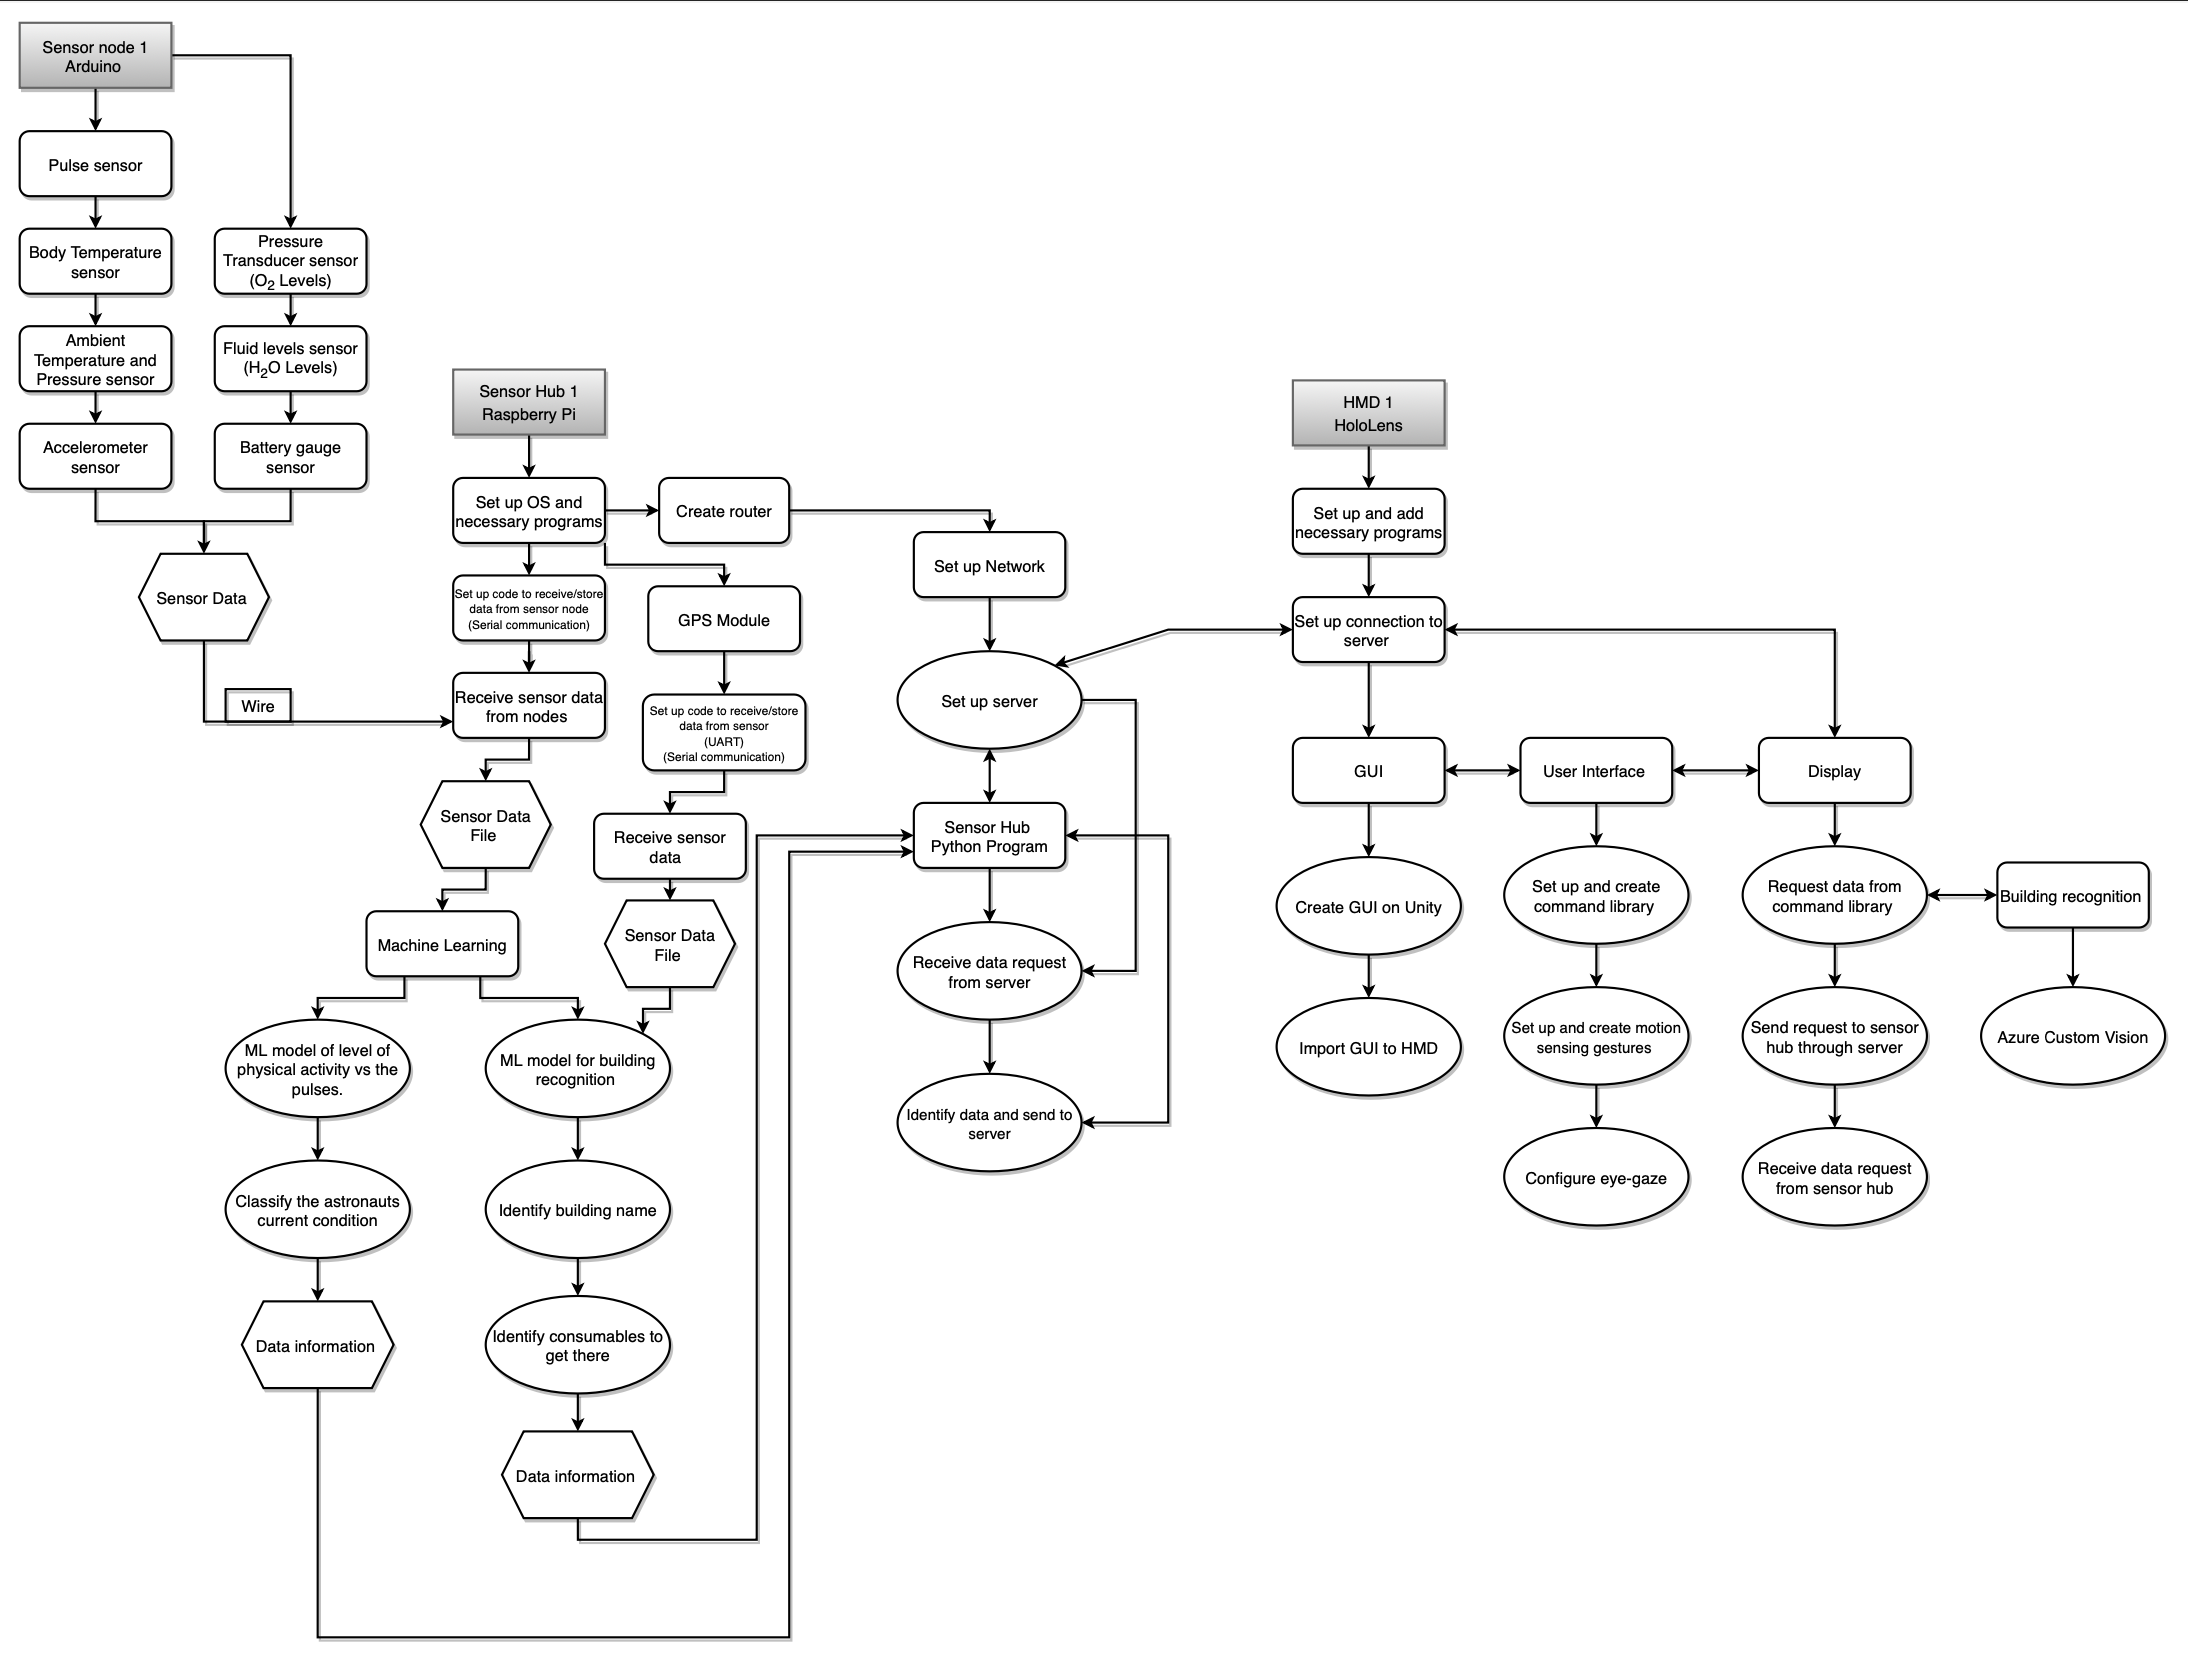 Sensor node 1
Arduino
Pulse sensor
Body Temperature
sensor
Ambient
Temperature and
Pressure sensor
Accelerometer
sensor
Pressure
Transducer sensor
(O₂ Levels)
Fluid levels sensor
(H₂O Levels)
Battery gauge
sensor
Sensor Data
Wire
Sensor Hub 1
Raspberry Pi
Set up OS and
necessary programs
Set up code to receive/store
data from sensor node
(Serial communication)
Receive sensor data
from nodes
Sensor Data
File
Machine Learning
ML model of level of
physical activity vs the
pulses.
Classify the astronauts
current condition
Data information
ML model for building
recognition
Identify building name
Identify consumables to
get there
Data information
Create router
GPS Module
Set up code to receive/store
data from sensor
(UART)
(Serial communication)
Receive sensor
data
Sensor Data
File
Set up Network
Set up server
Sensor Hub
Python Program
Receive data request
from server
Identify data and send to
server
HMD 1
HoloLens
Set up and add
necessary programs
Set up connection to
server
GUI
Create GUI on Unity
Import GUI to HMD
User Interface
Set up and create
command library
Set up and create motion
sensing gestures
Configure eye-gaze
Display
Request data from
command library
Send request to sensor
hub through server
Receive data request
from sensor hub
Building recognition
Azure Custom Vision